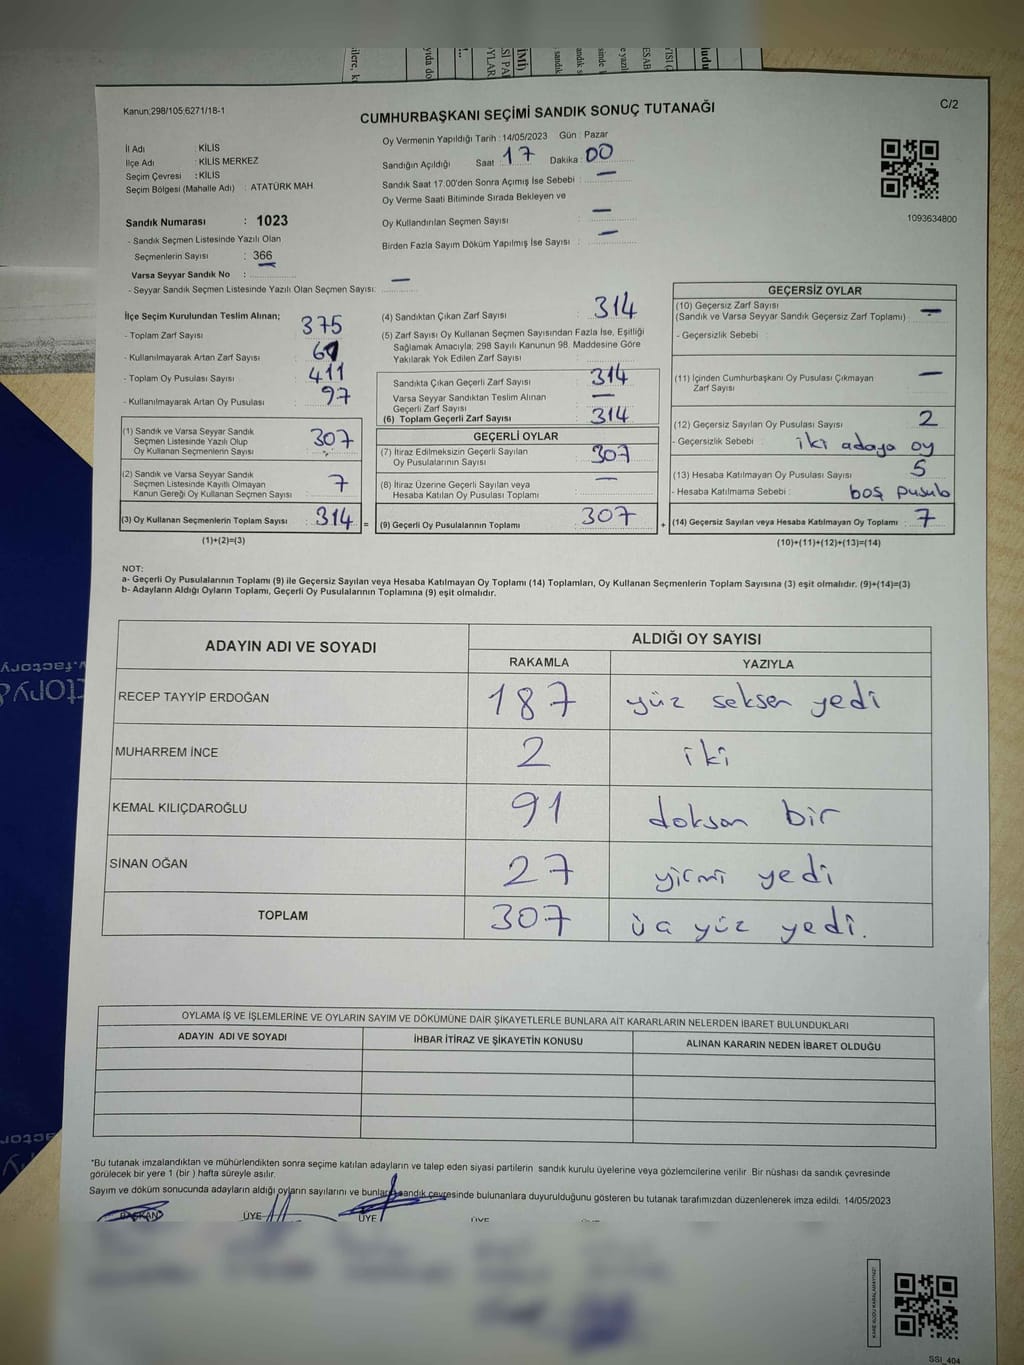 Kanun:298/105,6271/18-1
CUMHURBAŞKANI SEÇİMİ SANDIK SONUÇ TUTANAĞI
C/2
İl Adı : KİLİS
İlçe Adı : KİLİS MERKEZ
Seçim Çevresi : KİLİS
Seçim Bölgesi (Mahalle Adı) : ATATÜRK MAH.
Sandık Numarası : 1023
- Sandık Seçmen Listesinde Yazılı Olan
Seçmenlerin Sayısı : 366
Varsa Seyyar Sandık No :
- Seyyar Sandık Seçmen Listesinde Yazılı Olan Seçmen Sayısı: —
Oy Vermenin Yapıldığı Tarih : 14/05/2023 Gün : Pazar
Sandığın Açıldığı Saat : 17 Dakika : 00
Sandık Saat 17.00'den Sonra Açımış İse Sebebi : —
Oy Verme Saati Bitiminde Sırada Bekleyen ve
Oy Kullandırılan Seçmen Sayısı : —
Birden Fazla Sayım Döküm Yapılmış İse Sayısı : —
1093634800
İlçe Seçim Kurulundan Teslim Alınan;
- Toplam Zarf Sayısı : 375
- Kullanılmayarak Artan Zarf Sayısı :
- Toplam Oy Pusulası Sayısı : 411
- Kullanılmayarak Artan Oy Pusulası : 97
(1) Sandık ve Varsa Seyyar Sandık
Seçmen Listesinde Yazılı Olup
Oy Kullanan Seçmenlerin Sayısı : 307
(2) Sandık ve Varsa Seyyar Sandık
Seçmen Listesinde Kayıtlı Olmayan
Kanun Gereği Oy Kullanan Seçmen Sayısı : 7
(3) Oy Kullanan Seçmenlerin Toplam Sayısı : 314 =
(1)+(2)=(3)
(4) Sandıktan Çıkan Zarf Sayısı : 314
(5) Zarf Sayısı Oy Kullanan Seçmen Sayısından Fazla İse, Eşitliği
Sağlamak Amacıyla; 298 Sayılı Kanunun 98. Maddesine Göre
Yakılarak Yok Edilen Zarf Sayısı :
Sandıkta Çıkan Geçerli Zarf Sayısı : 314
Varsa Seyyar Sandıktan Teslim Alınan
Geçerli Zarf Sayısı : —
(6) Toplam Geçerli Zarf Sayısı : 314
GEÇERLİ OYLAR
(7) İtiraz Edilmeksizin Geçerli Sayılan
Oy Pusulalarının Sayısı : 307
(8) İtiraz Üzerine Geçerli Sayılan veya
Hesaba Katılan Oy Pusulası Toplamı : —
(9) Geçerli Oy Pusulalarının Toplamı : 307 +
GEÇERSİZ OYLAR
(10) Geçersiz Zarf Sayısı
(Sandık ve Varsa Seyyar Sandık Geçersiz Zarf Toplamı) : —
- Geçersizlik Sebebi :
(11) İçinden Cumhurbaşkanı Oy Pusulası Çıkmayan
Zarf Sayısı : —
(12) Geçersiz Sayılan Oy Pusulası Sayısı : 2
- Geçersizlik Sebebi : iki adaya oy
(13) Hesaba Katılmayan Oy Pusulası Sayısı : 5
- Hesaba Katılmama Sebebi : boş pusula
(14) Geçersiz Sayılan veya Hesaba Katılmayan Oy Toplamı : 7
(10)+(11)+(12)+(13)=(14)
NOT:
a- Geçerli Oy Pusulalarının Toplamı (9) ile Geçersiz Sayılan veya Hesaba Katılmayan Oy Toplamı (14) Toplamları, Oy Kullanan Seçmenlerin Toplam Sayısına (3) eşit olmalıdır. (9)+(14)=(3)
b- Adayların Aldığı Oyların Toplamı, Geçerli Oy Pusulalarının Toplamına (9) eşit olmalıdır.
ADAYIN ADI VE SOYADI
ALDIĞI OY SAYISI
RAKAMLA YAZIYLA
RECEP TAYYİP ERDOĞAN 187 yüz seksen yedi
MUHARREM İNCE 2 iki
KEMAL KILIÇDAROĞLU 91 doksan bir
SİNAN OĞAN 27 yirmi yedi
TOPLAM 307 üç yüz yedi.
OYLAMA İŞ VE İŞLEMLERİNE VE OYLARIN SAYIM VE DÖKÜMÜNE DAİR ŞİKAYETLERLE BUNLARA AİT KARARLARIN NELERDEN İBARET BULUNDUKLARI
ADAYIN ADI VE SOYADI İHBAR İTİRAZ VE ŞİKAYETİN KONUSU ALINAN KARARIN NEDEN İBARET OLDUĞU
*Bu tutanak imzalandıktan ve mühürlendikten sonra seçime katılan adayların ve talep eden siyasi partilerin sandık kurulu üyelerine veya gözlemcilerine verilir. Bir nüshası da sandık çevresinde
görülecek bir yere 1 (bir) hafta süreyle asılır.
Sayım ve döküm sonucunda adayların aldığı oyların sayılarını ve bunların sandık çevresinde bulunanlara duyurulduğunu gösteren bu tutanak tarafımızdan düzenlenerek imza edildi. 14/05/2023
BAŞKAN ÜYE ÜYE ÜYE ÜYE
SSI_404